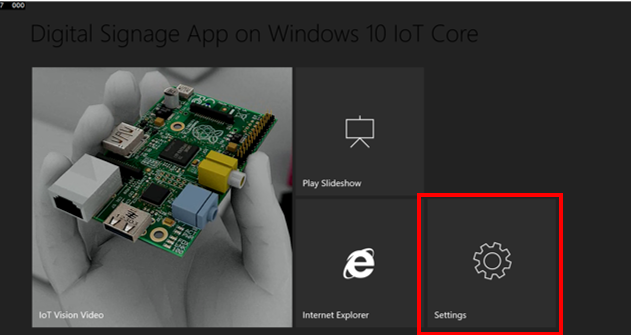 7 000
Digital Signage App on Windows 10 IoT Core
Play Slideshow
IoT Vision Video
Internet Explorer
Settings